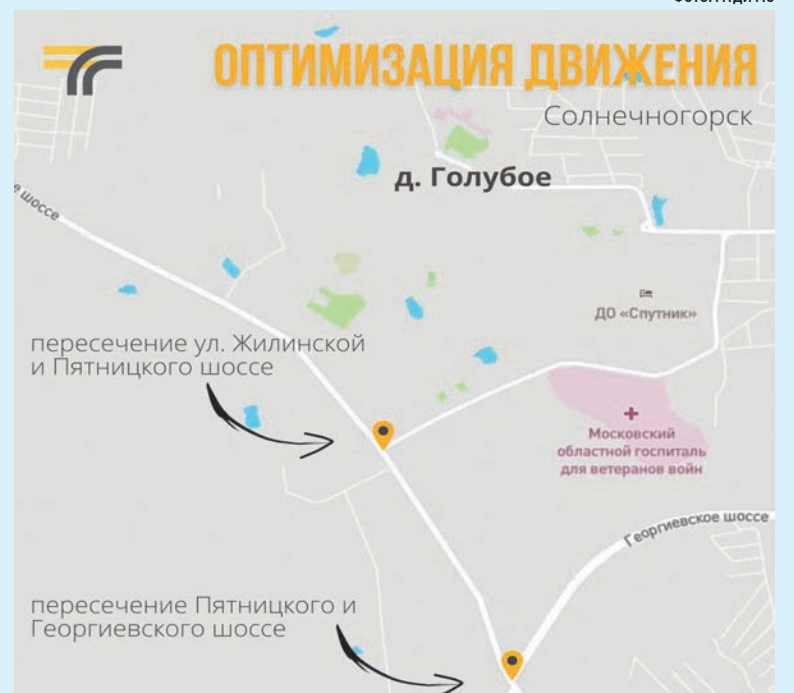 ОПТИМИЗАЦИЯ ДВИЖЕНИЯ
Солнечногорск
д. Голубое
шоссе
ДО «Спутник»
пересечение ул. Жилинской
и Пятницкого шоссе
Московский
областной госпиталь
для ветеранов войн
Георгиевское шоссе
пересечение Пятницкого и
Георгиевского шоссе